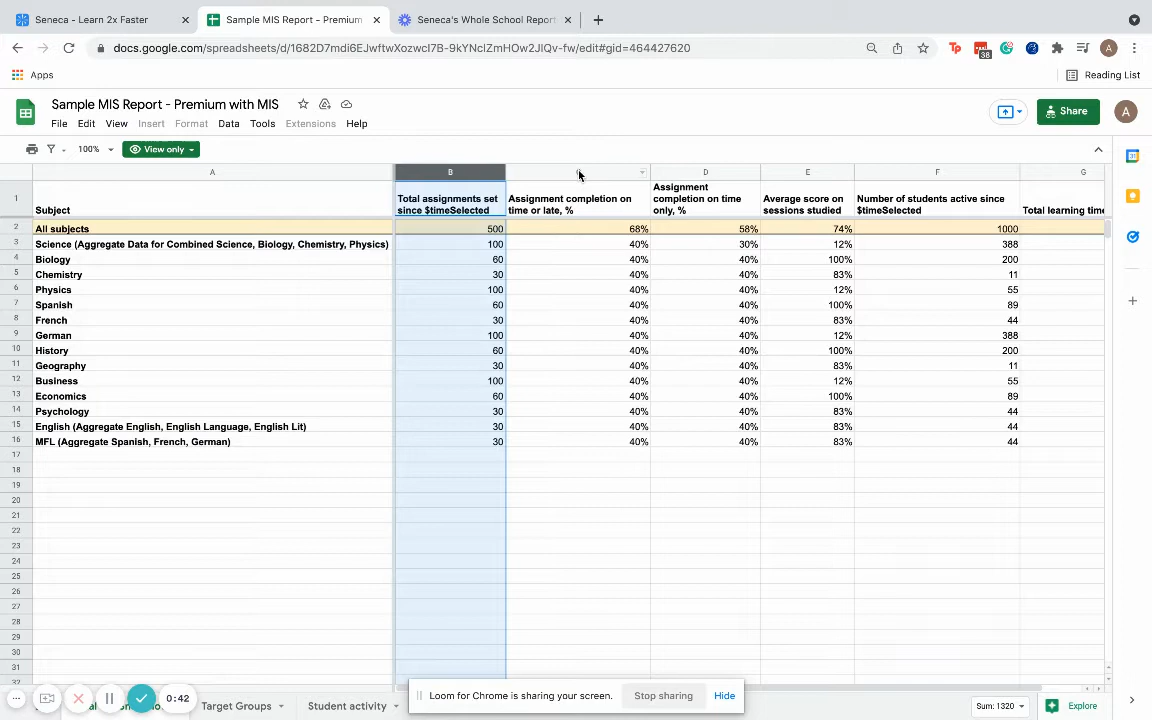 Seneca - Learn 2x Faster
Sample MIS Report - Premium
Seneca's Whole School Report
docs.google.com/spreadsheets/d/1682D7mdi6EJwftwXozwcI7B-9kYNclZmHOw2JlQv-fw/edit#gid=464427620
Tp
38
A
Apps
Reading List
Sample MIS Report - Premium with MIS
File Edit View Insert Format Data Tools Extensions Help
Share
A
100%
View only
A B D E F G
1 Subject
Total assignments set
since $timeSelected
Assignment completion on
time or late, %
Assignment
completion on time
only, %
Average score on
sessions studied
Number of students active since
$timeSelected
Total learning time
2 All subjects 500 68% 58% 74% 1000
3 Science (Aggregate Data for Combined Science, Biology, Chemistry, Physics) 100 40% 30% 12% 388
4 Biology 60 40% 40% 100% 200
5 Chemistry 30 40% 40% 83% 11
6 Physics 100 40% 40% 12% 55
7 Spanish 60 40% 40% 100% 89
8 French 30 40% 40% 83% 44
9 German 100 40% 40% 12% 388
10 History 60 40% 40% 100% 200
11 Geography 30 40% 40% 83% 11
12 Business 100 40% 40% 12% 55
13 Economics 60 40% 40% 100% 89
14 Psychology 30 40% 40% 83% 44
15 English (Aggregate English, English Language, English Lit) 30 40% 40% 83% 44
16 MFL (Aggregate Spanish, French, German) 30 40% 40% 83% 44
17
18
19
20
21
22
23
24
25
26
27
28
29
30
31
32
0:42
Target Groups
Student activity
Loom for Chrome is sharing your screen.
Stop sharing
Hide
Sum: 1320
Explore